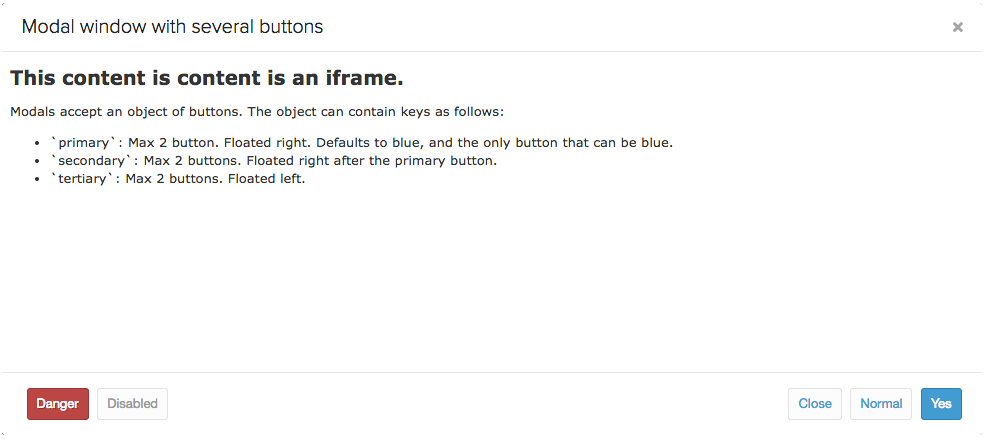 Modal window with several buttons ×
This content is content is an iframe.
Modals accept an object of buttons. The object can contain keys as follows:
• `primary`: Max 2 button. Floated right. Defaults to blue, and the only button that can be blue.
• `secondary`: Max 2 buttons. Floated right after the primary button.
• `tertiary`: Max 2 buttons. Floated left.
Danger Disabled Close Normal Yes